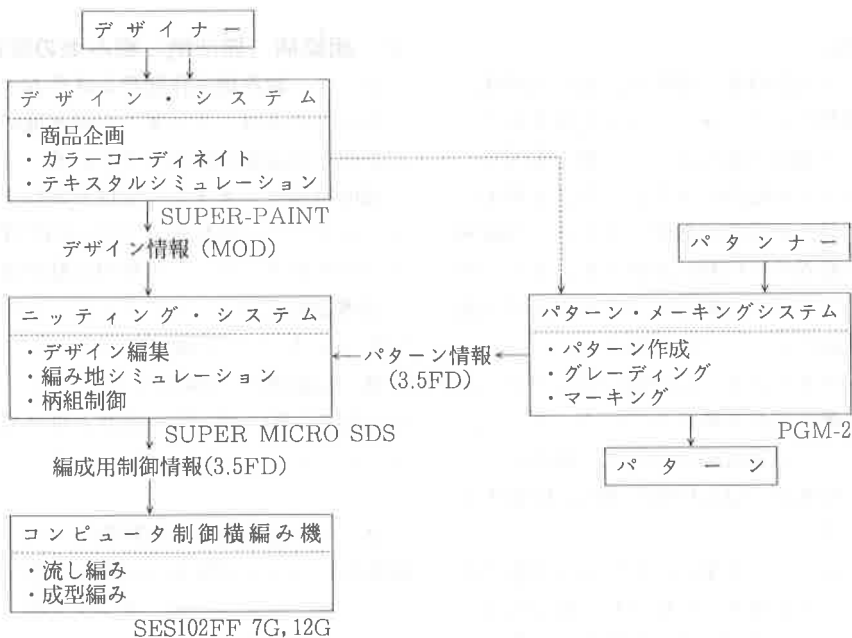 デザイナー
デザイン・システム
・商品企画
・カラーコーディネイト
・テキスタルシミュレーション
SUPER-PAINT
デザイン情報（MOD）
パタンナー
ニッティング・システム
・デザイン編集
・編み地シミュレーション
・柄組制御
SUPER MICRO SDS
パターン情報
(3.5FD)
パターン・メーキングシステム
・パターン作成
・グレーディング
・マーキング
PGM-2
パターン
編成用制御情報(3.5FD)
コンピュータ制御横編み機
・流し編み
・成型編み
SES102FF 7G, 12G